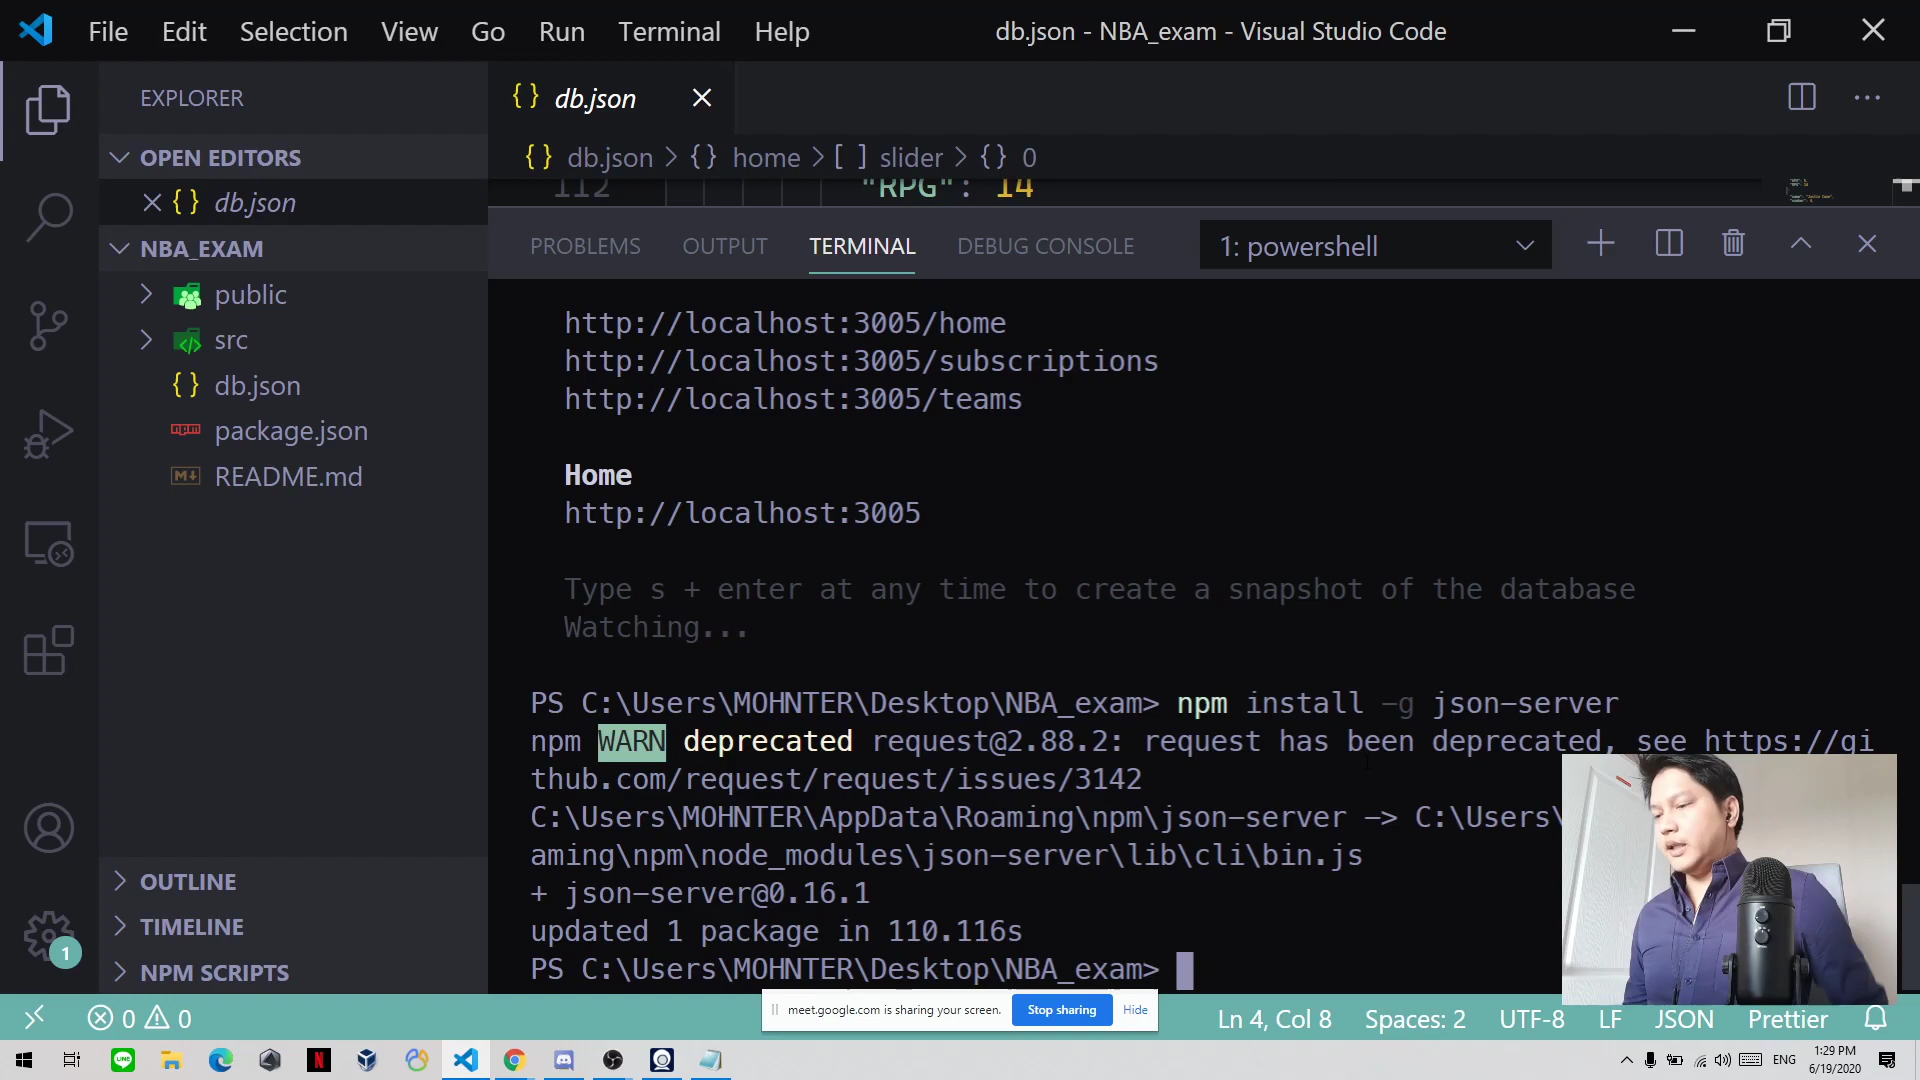 File Edit Selection View Go Run Terminal Help
db.json - NBA_exam - Visual Studio Code
EXPLORER
OPEN EDITORS
{ } db.json
NBA_EXAM
public
src
{ } db.json
package.json
README.md
OUTLINE
TIMELINE
NPM SCRIPTS
{ } db.json
{ } db.json > { } home > [ ] slider > { } 0
112 "RPG": 14
PROBLEMS OUTPUT TERMINAL DEBUG CONSOLE 1: powershell
http://localhost:3005/home
http://localhost:3005/subscriptions
http://localhost:3005/teams
Home
http://localhost:3005
Type s + enter at any time to create a snapshot of the database
Watching...
PS C:\Users\MOHNTER\Desktop\NBA_exam> npm install -g json-server
npm WARN deprecated request@2.88.2: request has been deprecated, see https://gi
thub.com/request/request/issues/3142
C:\Users\MOHNTER\AppData\Roaming\npm\json-server -> C:\Users\
aming\npm\node_modules\json-server\lib\cli\bin.js
+ json-server@0.16.1
updated 1 package in 110.116s
PS C:\Users\MOHNTER\Desktop\NBA_exam>
1
meet.google.com is sharing your screen. Stop sharing Hide
0 0
Ln 4, Col 8 Spaces: 2 UTF-8 LF JSON Prettier
LINE
N
ENG
1:29 PM
6/19/2020